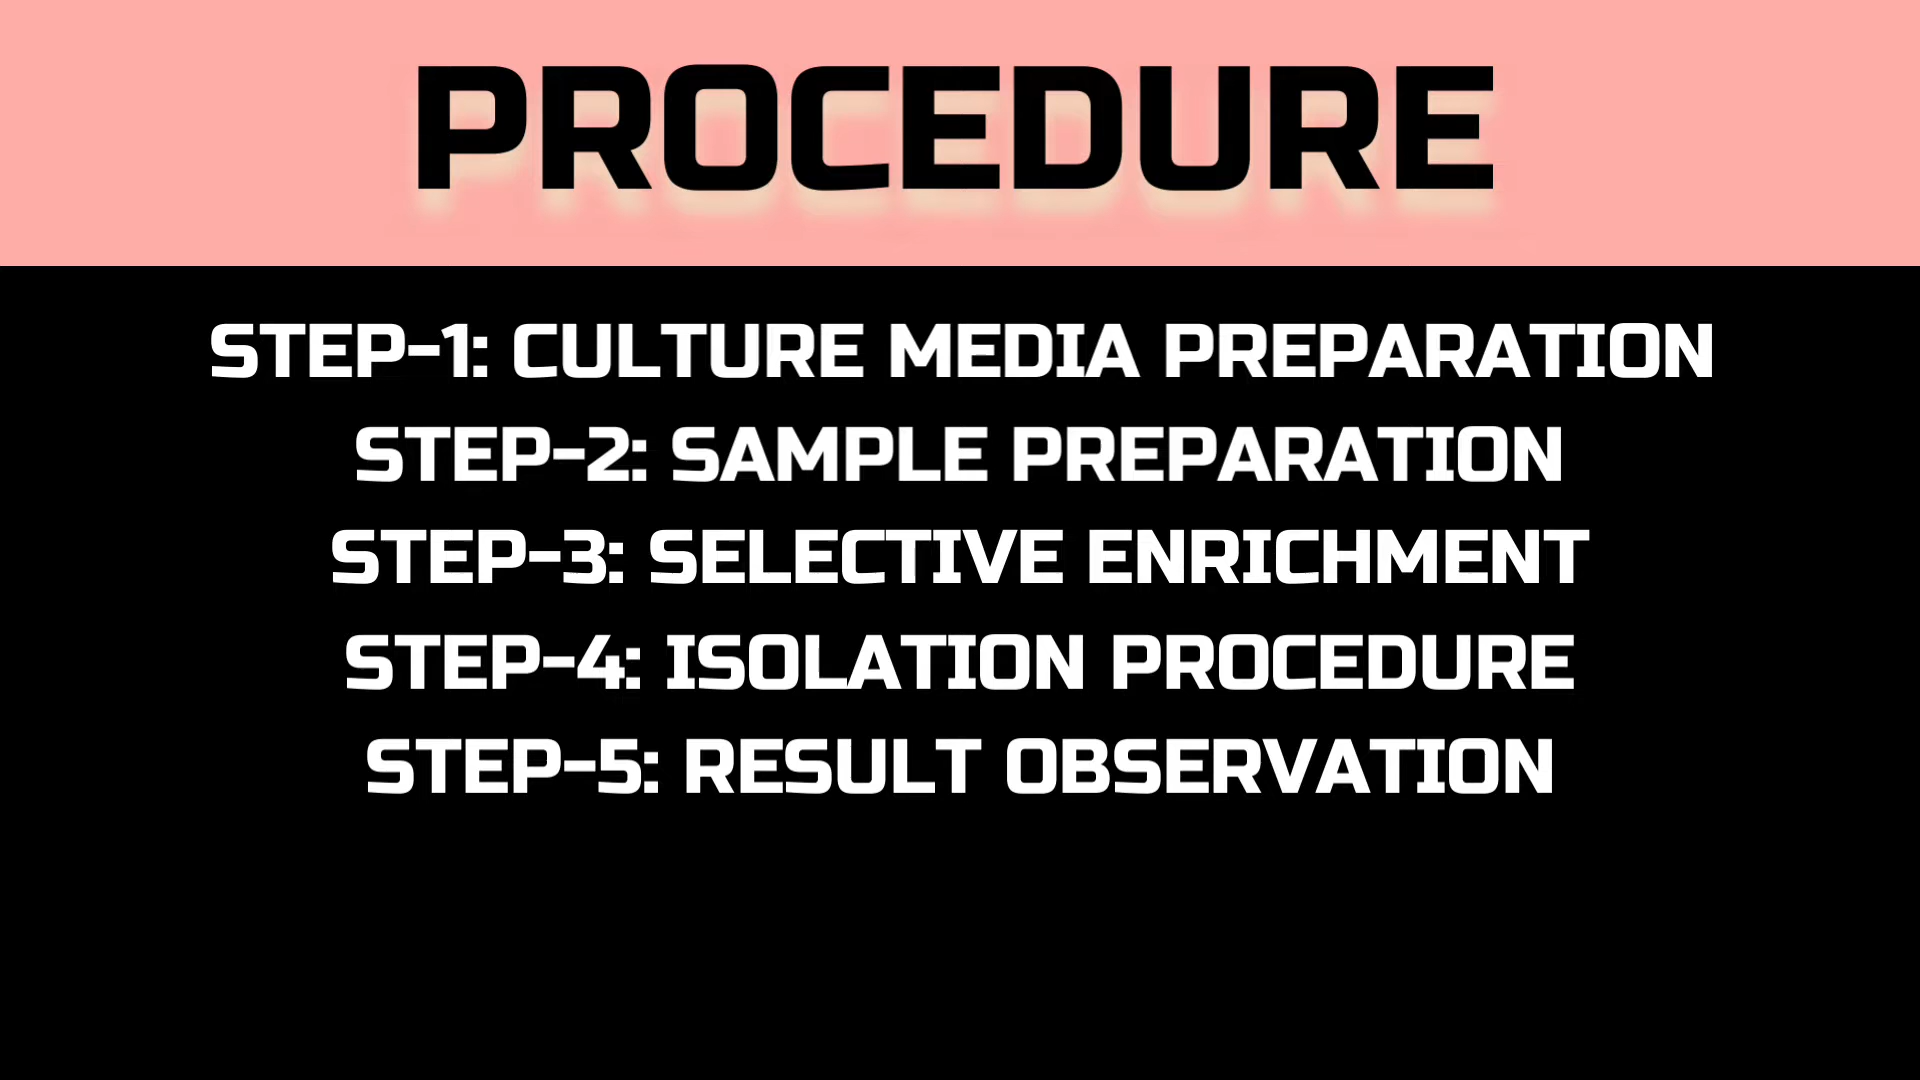 PROCEDURE
STEP-1: CULTURE MEDIA PREPARATION
STEP-2: SAMPLE PREPARATION
STEP-3: SELECTIVE ENRICHMENT
STEP-4: ISOLATION PROCEDURE
STEP-5: RESULT OBSERVATION